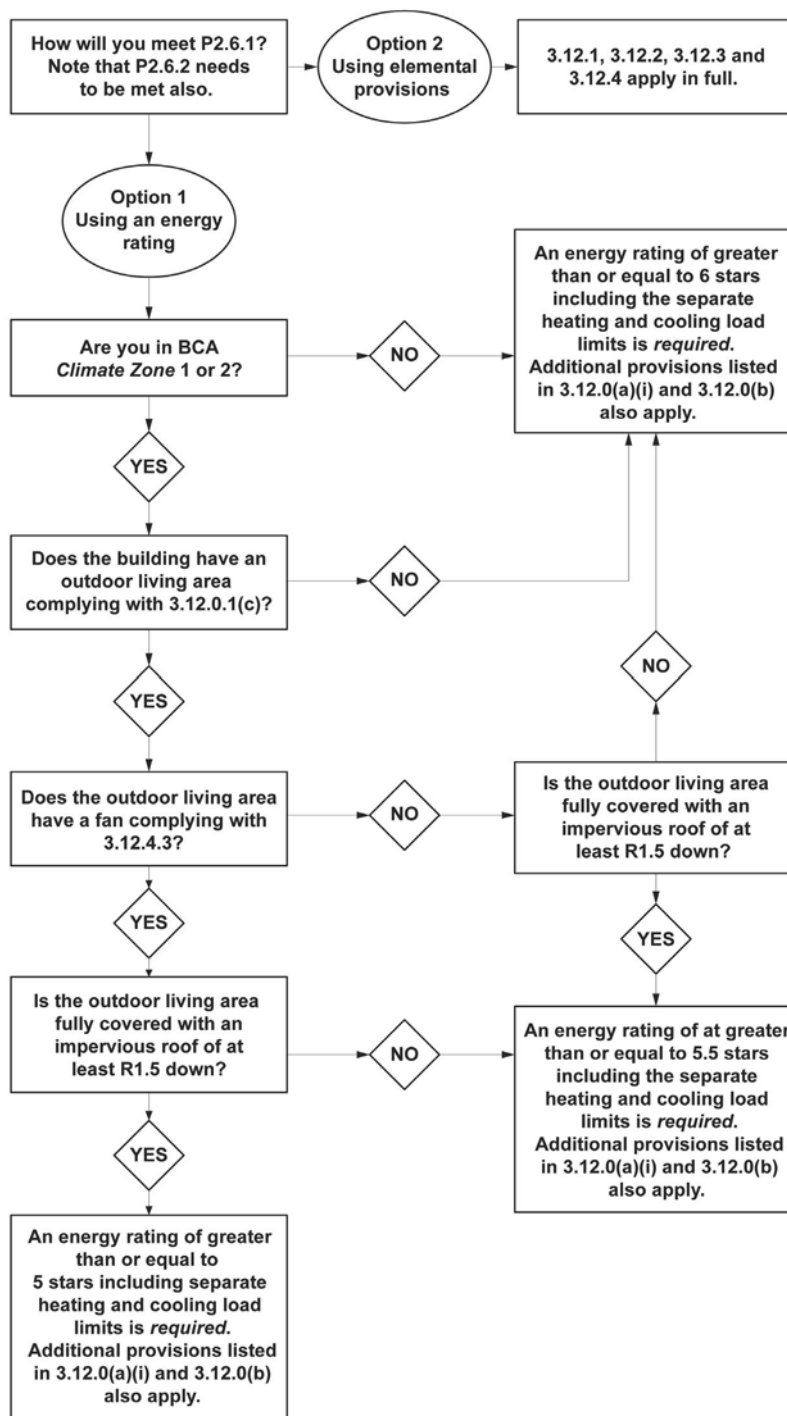 How will you meet P2.6.1?
Note that P2.6.2 needs
to be met also.
Option 2
Using elemental
provisions
3.12.1, 3.12.2, 3.12.3 and
3.12.4 apply in full.
Option 1
Using an energy
rating
Are you in BCA
Climate Zone 1 or 2?
NO
An energy rating of greater
than or equal to 6 stars
including the separate
heating and cooling load
limits is required.
Additional provisions listed
in 3.12.0(a)(i) and 3.12.0(b)
also apply.
YES
Does the building have an
outdoor living area
complying with 3.12.0.1(c)?
NO
NO
YES
Does the outdoor living area
have a fan complying with
3.12.4.3?
NO
Is the outdoor living area
fully covered with an
impervious roof of at
least R1.5 down?
YES
YES
Is the outdoor living area
fully covered with an
impervious roof of at
least R1.5 down?
NO
An energy rating of at greater
than or equal to 5.5 stars
including the separate
heating and cooling load
limits is required.
Additional provisions listed
in 3.12.0(a)(i) and 3.12.0(b)
also apply.
YES
An energy rating of greater
than or equal to
5 stars including separate
heating and cooling load
limits is required.
Additional provisions listed
in 3.12.0(a)(i) and 3.12.0(b)
also apply.